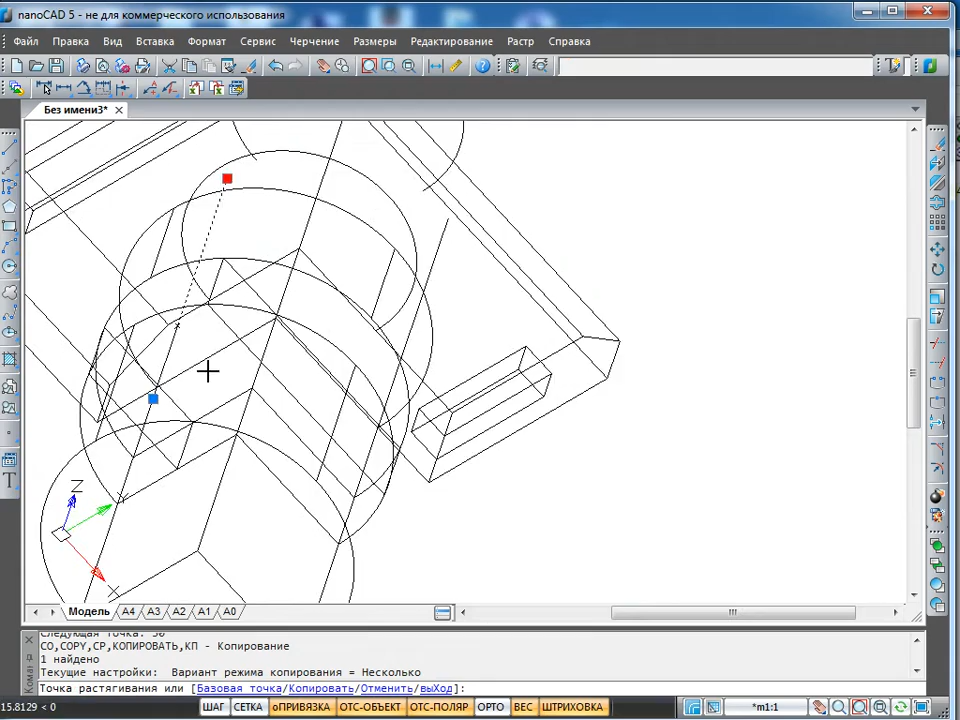 nanoCAD 5 - не для коммерческого использования
Файл Правка Вид Вставка Формат Сервис Черчение Размеры Редактирование Растр Справка
Без имени3*
Z
X
Модель A4 A3 A2 A1 A0
Следующая точка: 50
CO,COPY,CP,КОПИРОВАТЬ,КП - Копирование
1 найдено
Текущие настройки: Вариант режима копирования = Несколько
Точка растягивания или [Базовая точка/Копировать/Отменить/выХод]:
15.8129 < 0 ШАГ СЕТКА оПРИВЯЗКА ОТС-ОБЪЕКТ ОТС-ПОЛЯР ОРТО ВЕС ШТРИХОВКА *m1:1